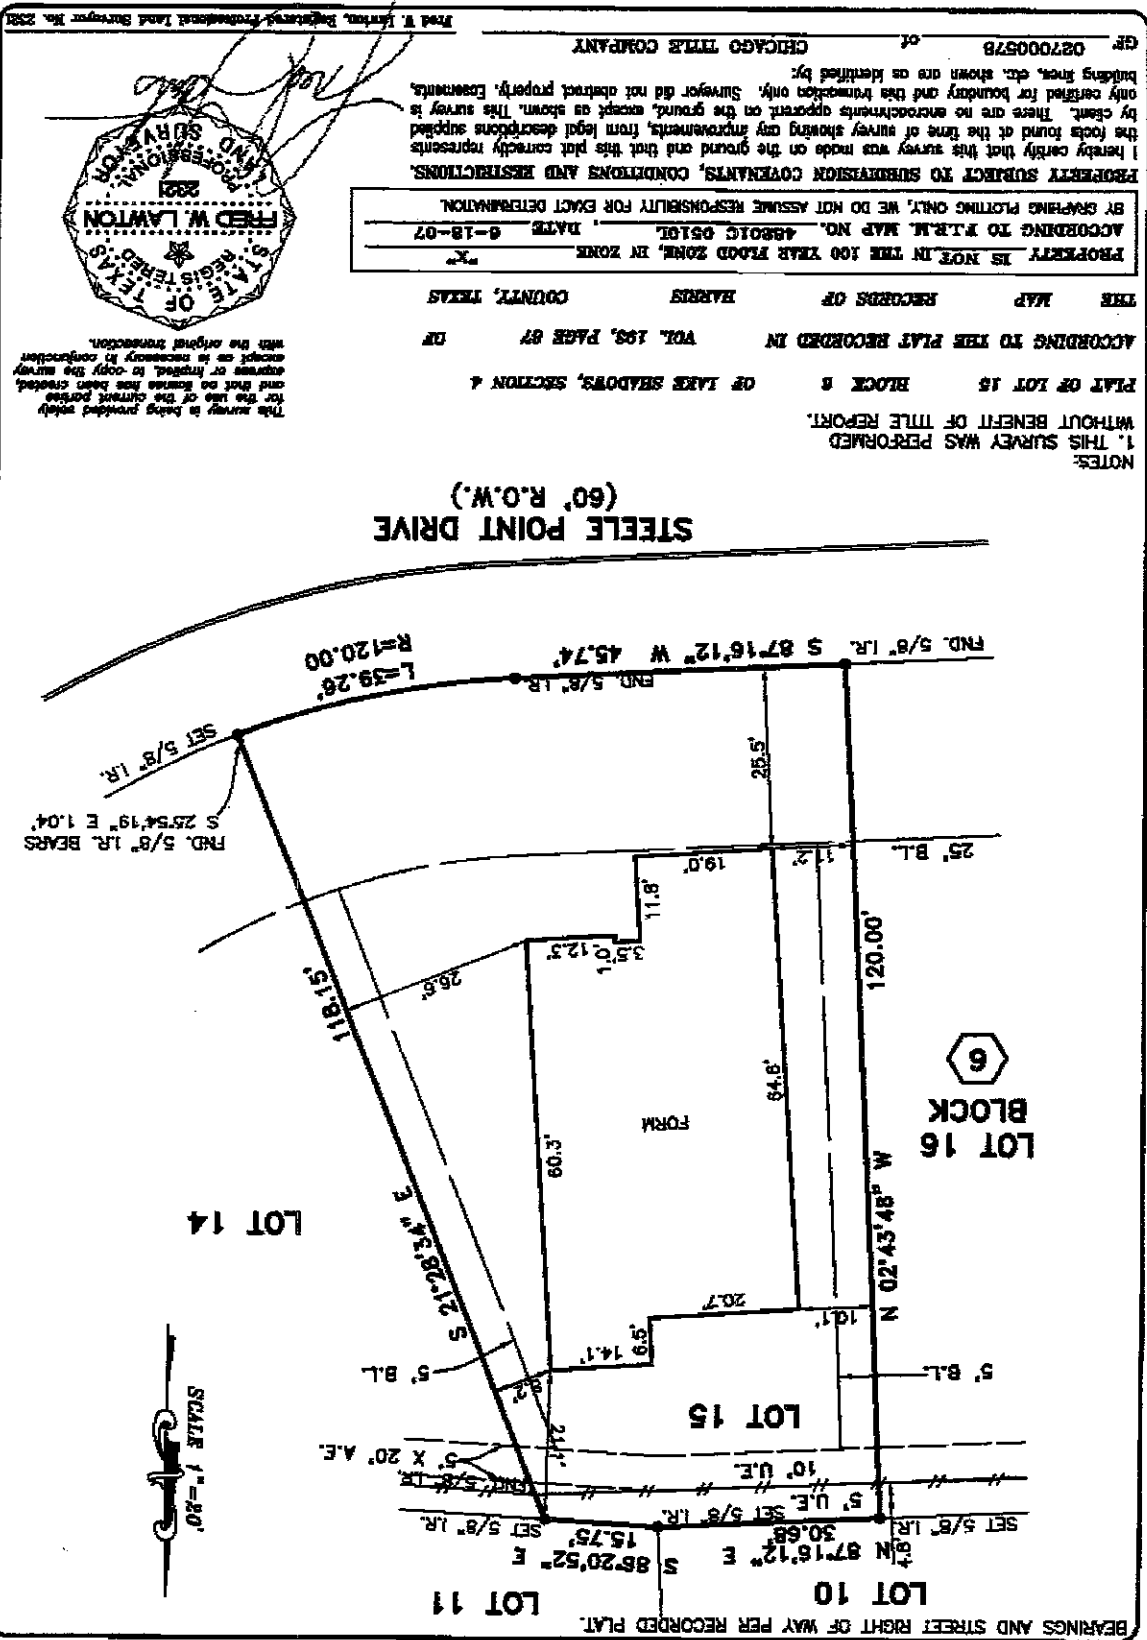 BEARINGS AND STREET RIGHT OF WAY PER RECORDED PLAT.
LOT 10
LOT 11
N 87°16'12" E
30.68'
S 86°20'52" E
15.75'
4.8'
SET 5/8" I.R.
SET 5/8" I.R.
SET 5/8" I.R.
5' U.E.
FND. 5/8" I.R.
10' U.E.
5' X 20' A.E.
21.1'
SCALE 1"=20'
LOT 15
5' B.L.
5' B.L.
14.1'
6.5'
20.7'
10.1'
N 02°43'48" W
120.00'
S 21°28'34" E
118.15'
LOT 14
LOT 16
BLOCK
6
FORM
60.3'
64.8'
26.6'
3.5'
1.0'
12.3'
11.8'
19.0'
11.2'
25' B.L.
25.5'
FND. 5/8" I.R. BEARS
S 25°54'19" E 1.04'
SET 5/8" I.R.
FND. 5/8" I.R.
FND. 5/8" I.R.
S 87°16'12" W 45.74'
L=39.26'
R=120.00
STEELE POINT DRIVE
(60' R.O.W.)
NOTES:
1. THIS SURVEY WAS PERFORMED
WITHOUT BENEFIT OF TITLE REPORT.
PLAT OF LOT 15 BLOCK 6 OF LAKE SHADOWS, SECTION 4
ACCORDING TO THE PLAT RECORDED IN VOL. 193, PAGE 67 OF
THE MAP RECORDS OF HARRIS COUNTY, TEXAS
This survey is being provided solely
for the use of the current parties
and that no license has been created,
express or implied, to copy the survey
except as is necessary in conjunction
with the original transaction.
PROPERTY IS NOT IN THE 100 YEAR FLOOD ZONE, IN ZONE "X"
ACCORDING TO F.I.R.M. MAP NO. 48201C 0510L, DATE 6-18-07
BY GRAPHING PLOTTING ONLY, WE DO NOT ASSUME RESPONSIBILITY FOR EXACT DETERMINATION.
PROPERTY SUBJECT TO SUBDIVISION COVENANTS, CONDITIONS AND RESTRICTIONS.
I hereby certify that this survey was made on the ground and that this plat correctly represents
the facts found at the time of survey showing any improvements, from legal descriptions supplied
by client. There are no encroachments apparent on the ground, except as shown. This survey is
only certified for boundary and this transaction only. Surveyor did not abstract property. Easements,
building lines, etc. shown are as identified by:
GF 027000578 of CHICAGO TITLE COMPANY
STATE OF TEXAS
REGISTERED
FRED W. LAWTON
2321
PROFESSIONAL
LAND SURVEYOR
Fred W. Lawton, Registered Professional Land Surveyor No. 2321